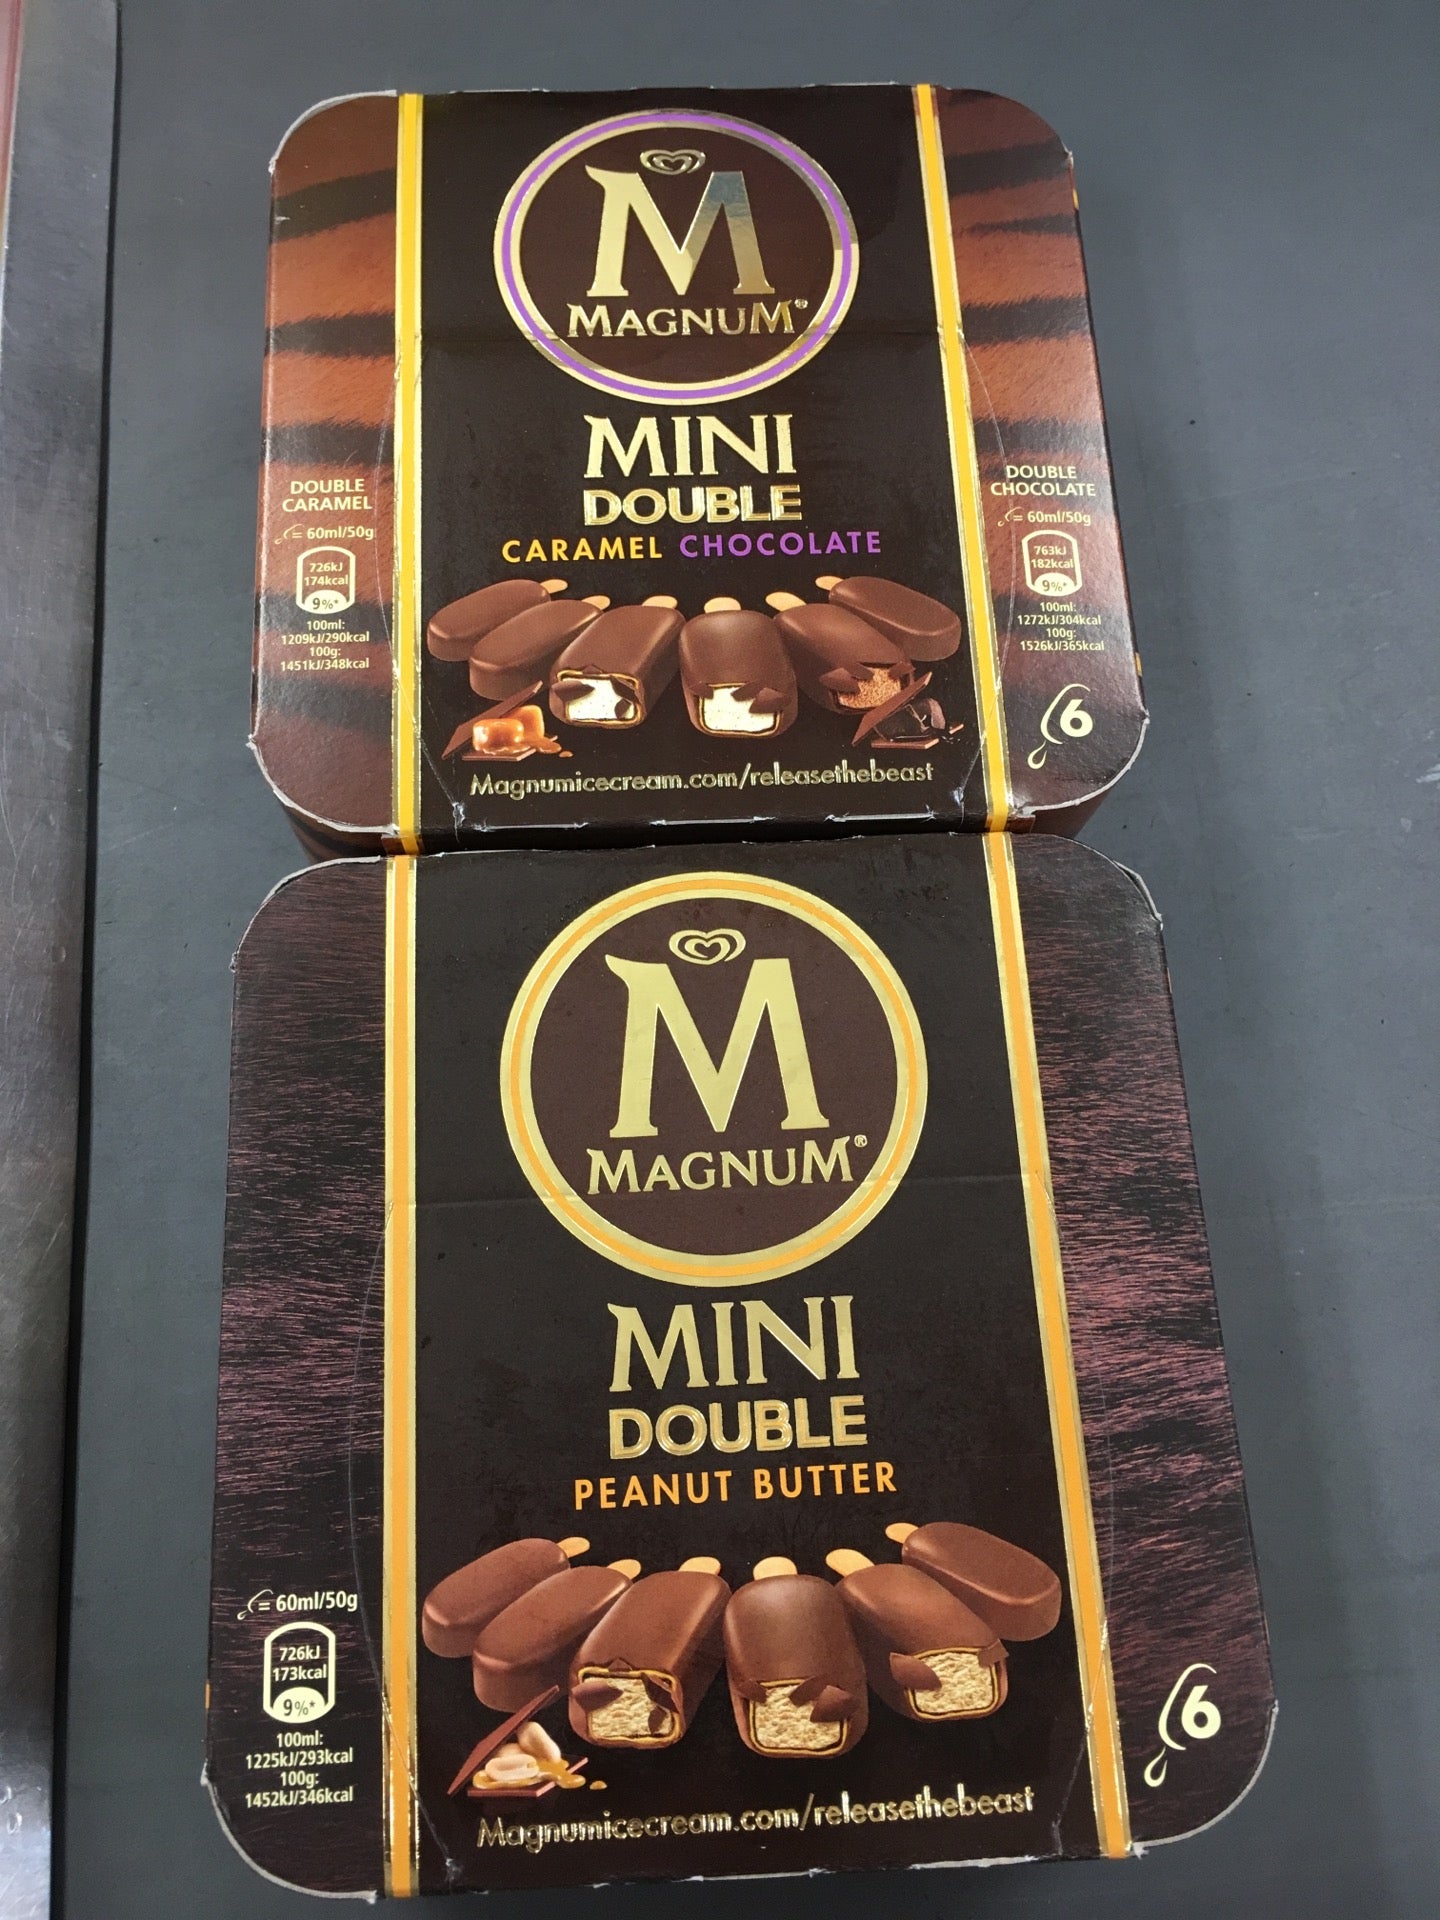 M
MAGNUM®
MINI
DOUBLE
CARAMEL CHOCOLATE
Magnumicecream.com/releasethebeast
DOUBLE
CARAMEL
= 60ml/50g
726kJ
174kcal
9%*
100ml:
1209kJ/290kcal
100g:
1451kJ/348kcal
DOUBLE
CHOCOLATE
= 60ml/50g
763kJ
182kcal
9%*
100ml:
1272kJ/304kcal
100g:
1526kJ/365kcal
6
M
MAGNUM®
MINI
DOUBLE
PEANUT BUTTER
Magnumicecream.com/releasethebeast
= 60ml/50g
726kJ
173kcal
9%*
100ml:
1225kJ/293kcal
100g:
1452kJ/346kcal
6